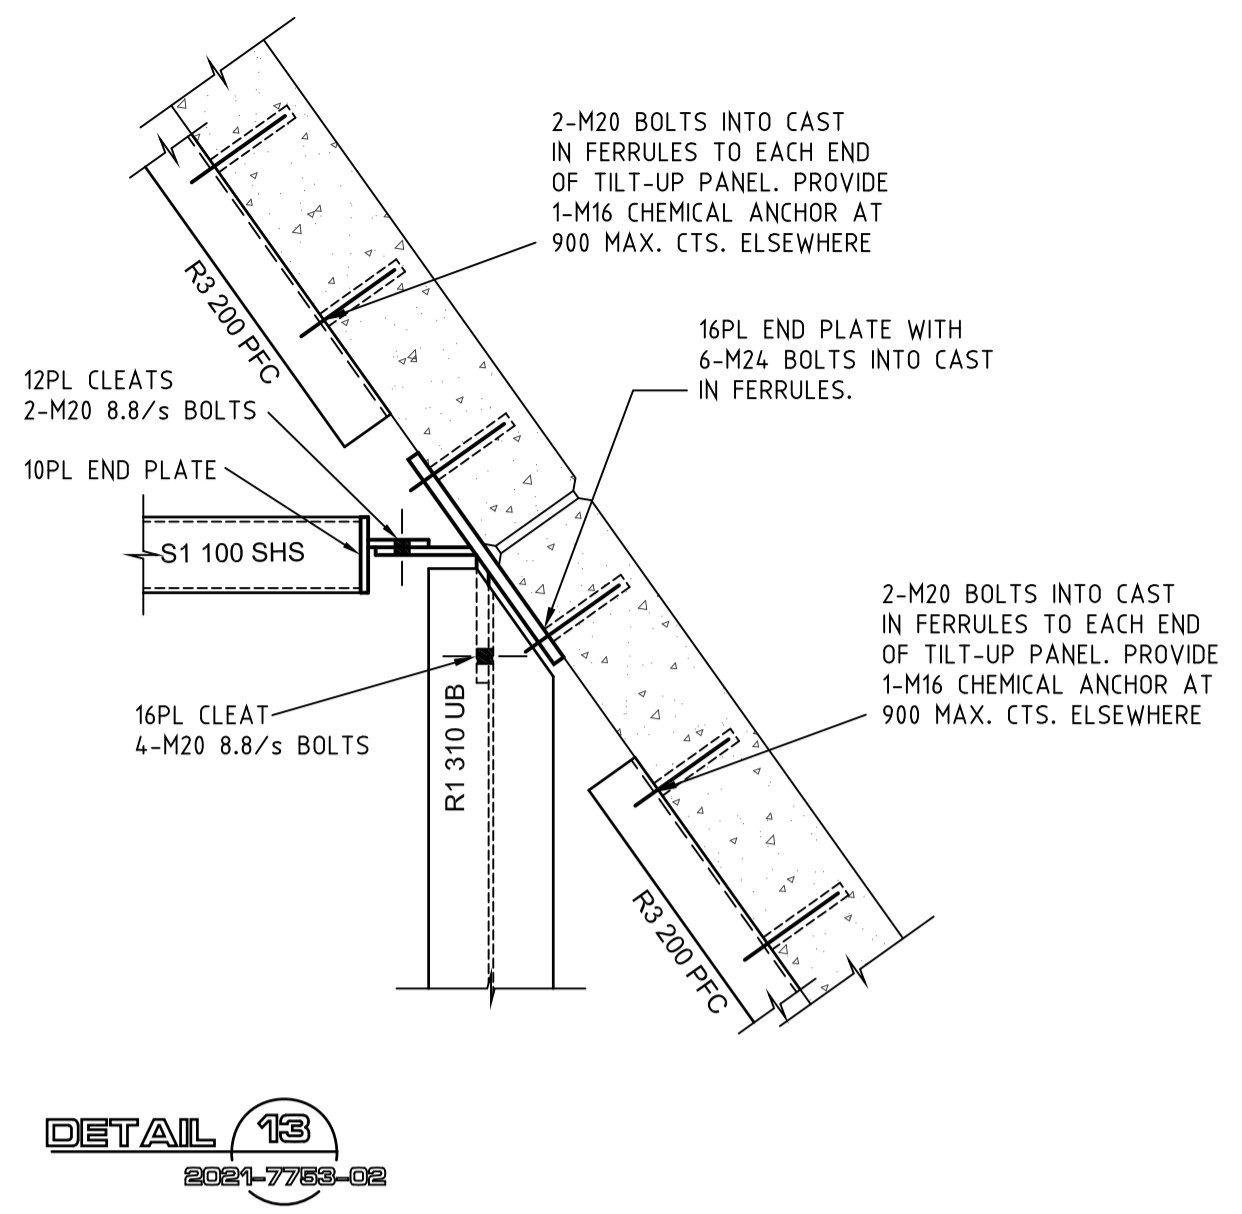 2-M20 BOLTS INTO CAST
IN FERRULES TO EACH END
OF TILT-UP PANEL. PROVIDE
1-M16 CHEMICAL ANCHOR AT
900 MAX. CTS. ELSEWHERE
R3 200 PFC
16PL END PLATE WITH
6-M24 BOLTS INTO CAST
IN FERRULES.
12PL CLEATS
2-M20 8.8/s BOLTS
10PL END PLATE
S1 100 SHS
2-M20 BOLTS INTO CAST
IN FERRULES TO EACH END
OF TILT-UP PANEL. PROVIDE
1-M16 CHEMICAL ANCHOR AT
900 MAX. CTS. ELSEWHERE
16PL CLEAT
4-M20 8.8/s BOLTS
R1 310 UB
R3 200 PFC
DETAIL 13
2021-7753-02